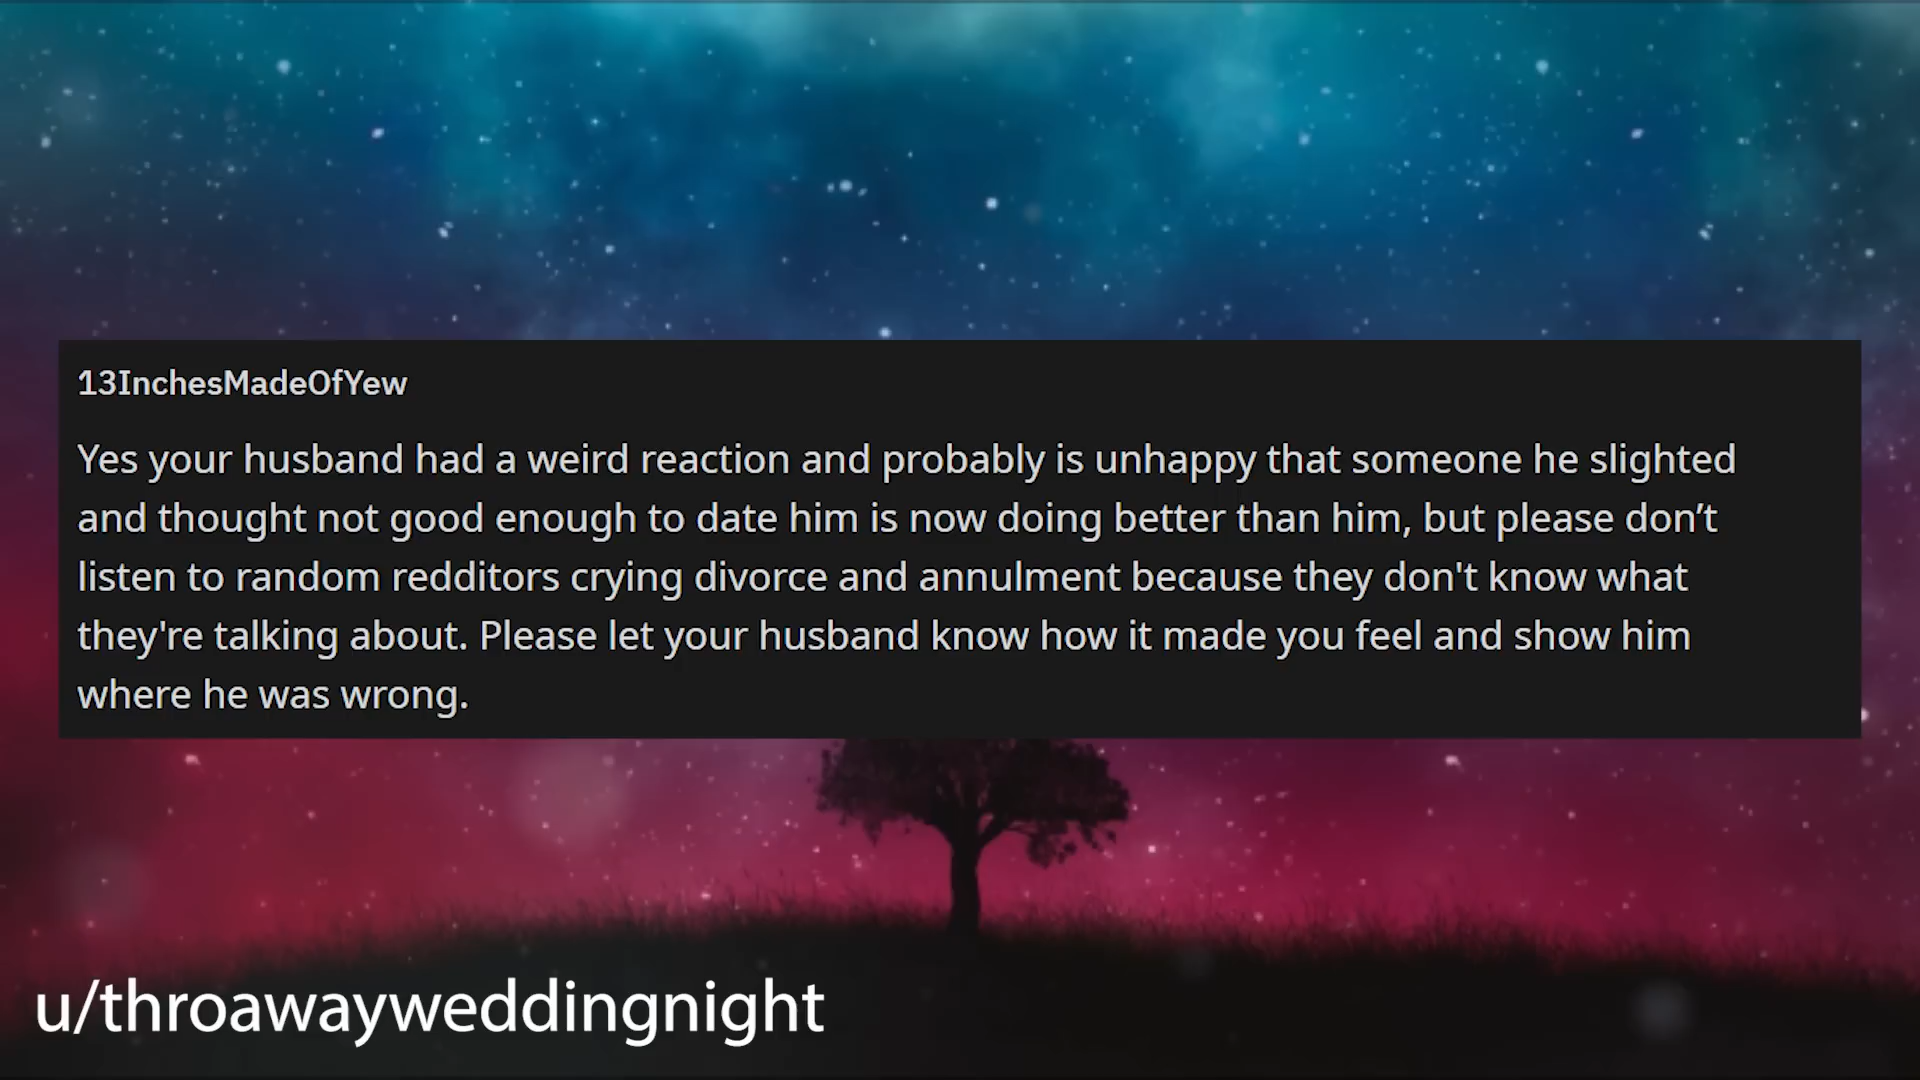 13InchesMadeOfYew
Yes your husband had a weird reaction and probably is unhappy that someone he slighted
and thought not good enough to date him is now doing better than him, but please don’t
listen to random redditors crying divorce and annulment because they don't know what
they're talking about. Please let your husband know how it made you feel and show him
where he was wrong.
u/throawayweddingnight